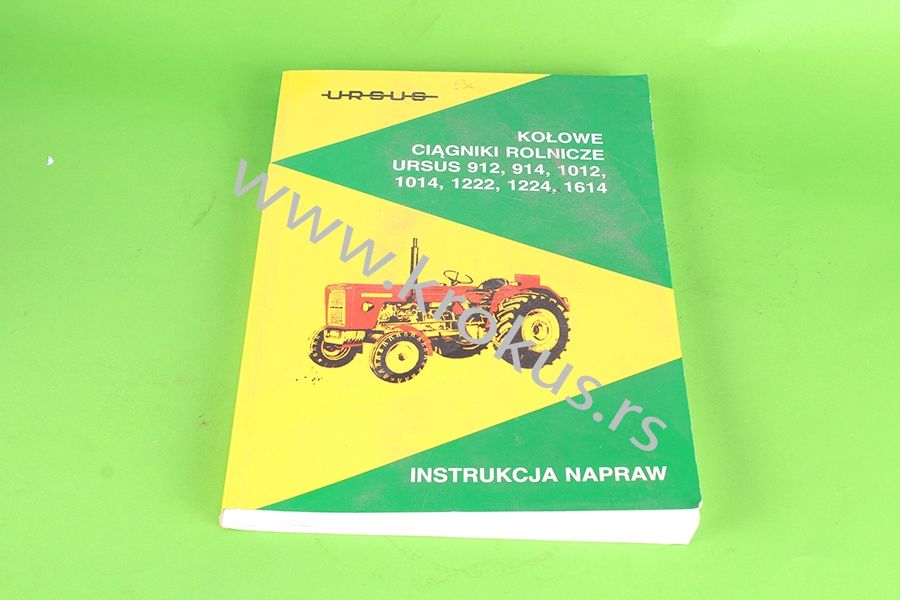 URSUS
KOŁOWE
CIĄGNIKI ROLNICZE
URSUS 912, 914, 1012,
1014, 1222, 1224, 1614
www.krokus.rs
INSTRUKCJA NAPRAW